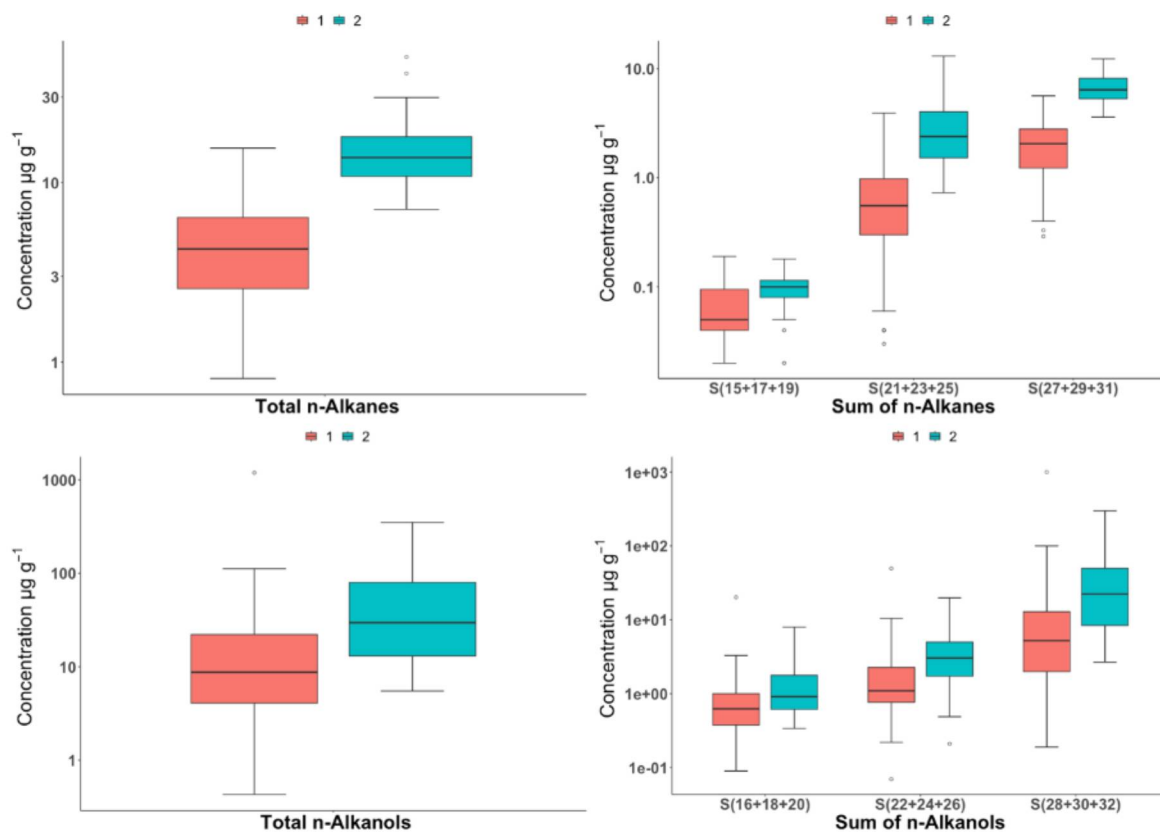 1 2
Concentration µg g⁻¹
30
10
3
1
Total n-Alkanes
1 2
Concentration µg g⁻¹
10.0
1.0
0.1
S(15+17+19) S(21+23+25) S(27+29+31)
Sum of n-Alkanes
1 2
Concentration µg g⁻¹
1000
100
10
1
Total n-Alkanols
1 2
Concentration µg g⁻¹
1e+03
1e+02
1e+01
1e+00
1e-01
S(16+18+20) S(22+24+26) S(28+30+32)
Sum of n-Alkanols